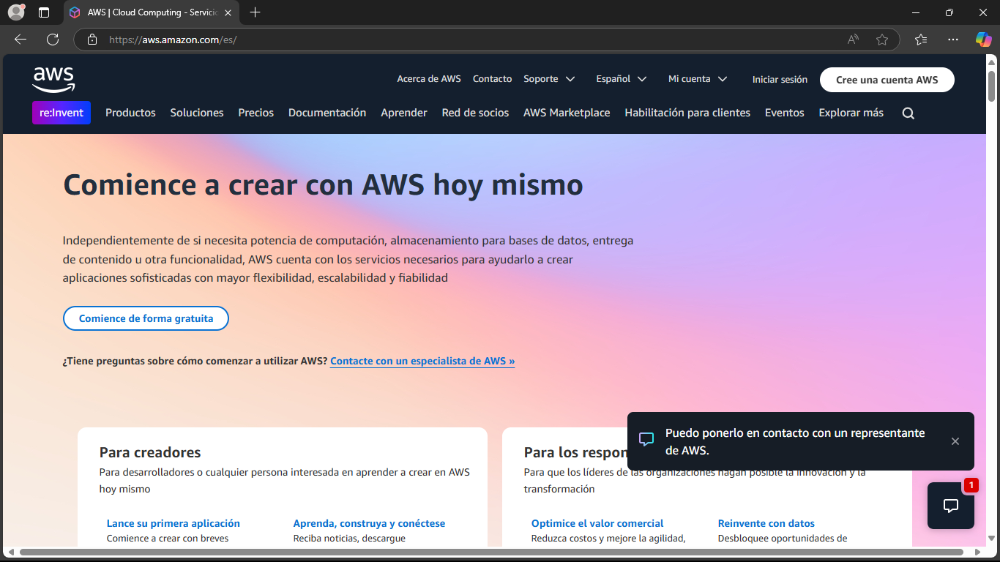 AWS | Cloud Computing - Servicic
https://aws.amazon.com/es/
aws
Acerca de AWS Contacto Soporte Español Mi cuenta Iniciar sesión Cree una cuenta AWS
re:Invent Productos Soluciones Precios Documentación Aprender Red de socios AWS Marketplace Habilitación para clientes Eventos Explorar más
Comience a crear con AWS hoy mismo
Independientemente de si necesita potencia de computación, almacenamiento para bases de datos, entrega
de contenido u otra funcionalidad, AWS cuenta con los servicios necesarios para ayudarlo a crear
aplicaciones sofisticadas con mayor flexibilidad, escalabilidad y fiabilidad
Comience de forma gratuita
¿Tiene preguntas sobre cómo comenzar a utilizar AWS? Contacte con un especialista de AWS »
Para creadores
Para desarrolladores o cualquier persona interesada en aprender a crear en AWS
hoy mismo
Lance su primera aplicación
Comience a crear con breves
Aprenda, construya y conéctese
Reciba noticias, descargue
Para los respon
Para que los líderes de las organizaciones hagan posible la innovación y la
transformación
Optimice el valor comercial
Reduzca costos y mejore la agilidad,
Reinvente con datos
Desbloquee oportunidades de
Puedo ponerlo en contacto con un representante
de AWS.
1